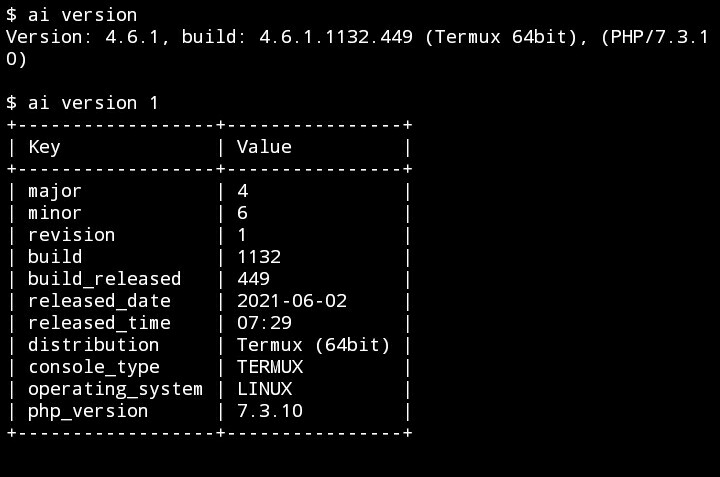 $ ai version
Version: 4.6.1, build: 4.6.1.1132.449 (Termux 64bit), (PHP/7.3.1
0)
$ ai version 1
+------------------+----------------+
| Key              | Value          |
+------------------+----------------+
| major            | 4              |
| minor            | 6              |
| revision         | 1              |
| build            | 1132           |
| build_released   | 449            |
| released_date    | 2021-06-02     |
| released_time    | 07:29          |
| distribution     | Termux (64bit) |
| console_type     | TERMUX         |
| operating_system | LINUX          |
| php_version      | 7.3.10         |
+------------------+----------------+